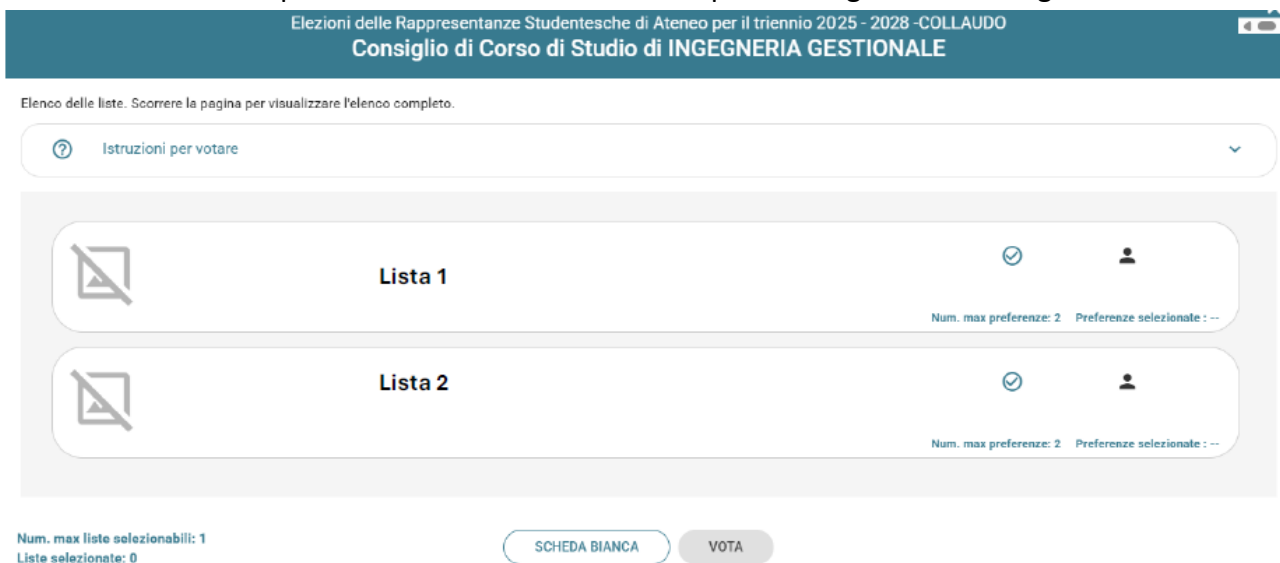 Elezioni delle Rappresentanze Studentesche di Ateneo per il triennio 2025 - 2028 -COLLAUDO
Consiglio di Corso di Studio di INGEGNERIA GESTIONALE
Elenco delle liste. Scorrere la pagina per visualizzare l'elenco completo.
Istruzioni per votare
Lista 1
Num. max preferenze: 2 Preferenze selezionate : --
Lista 2
Num. max preferenze: 2 Preferenze selezionate : --
Num. max liste selezionabili: 1
Liste selezionate: 0
SCHEDA BIANCA VOTA